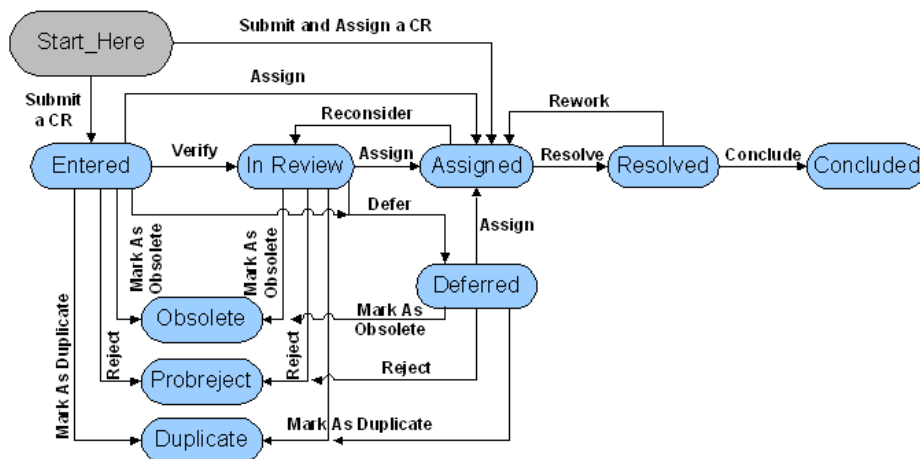 Submit and Assign a CR
Start_Here
Assign
Submit
a CR
Reconsider
Rework
Entered
Verify
In Review
Assign
Assigned
Resolve
Resolved
Conclude
Concluded
Defer
Assign
Mark As
Obsolete
Mark As
Obsolete
Deferred
Obsolete
Mark As
Obsolete
Mark As Duplicate
Reject
Probreject
Reject
Reject
Duplicate
Mark As Duplicate